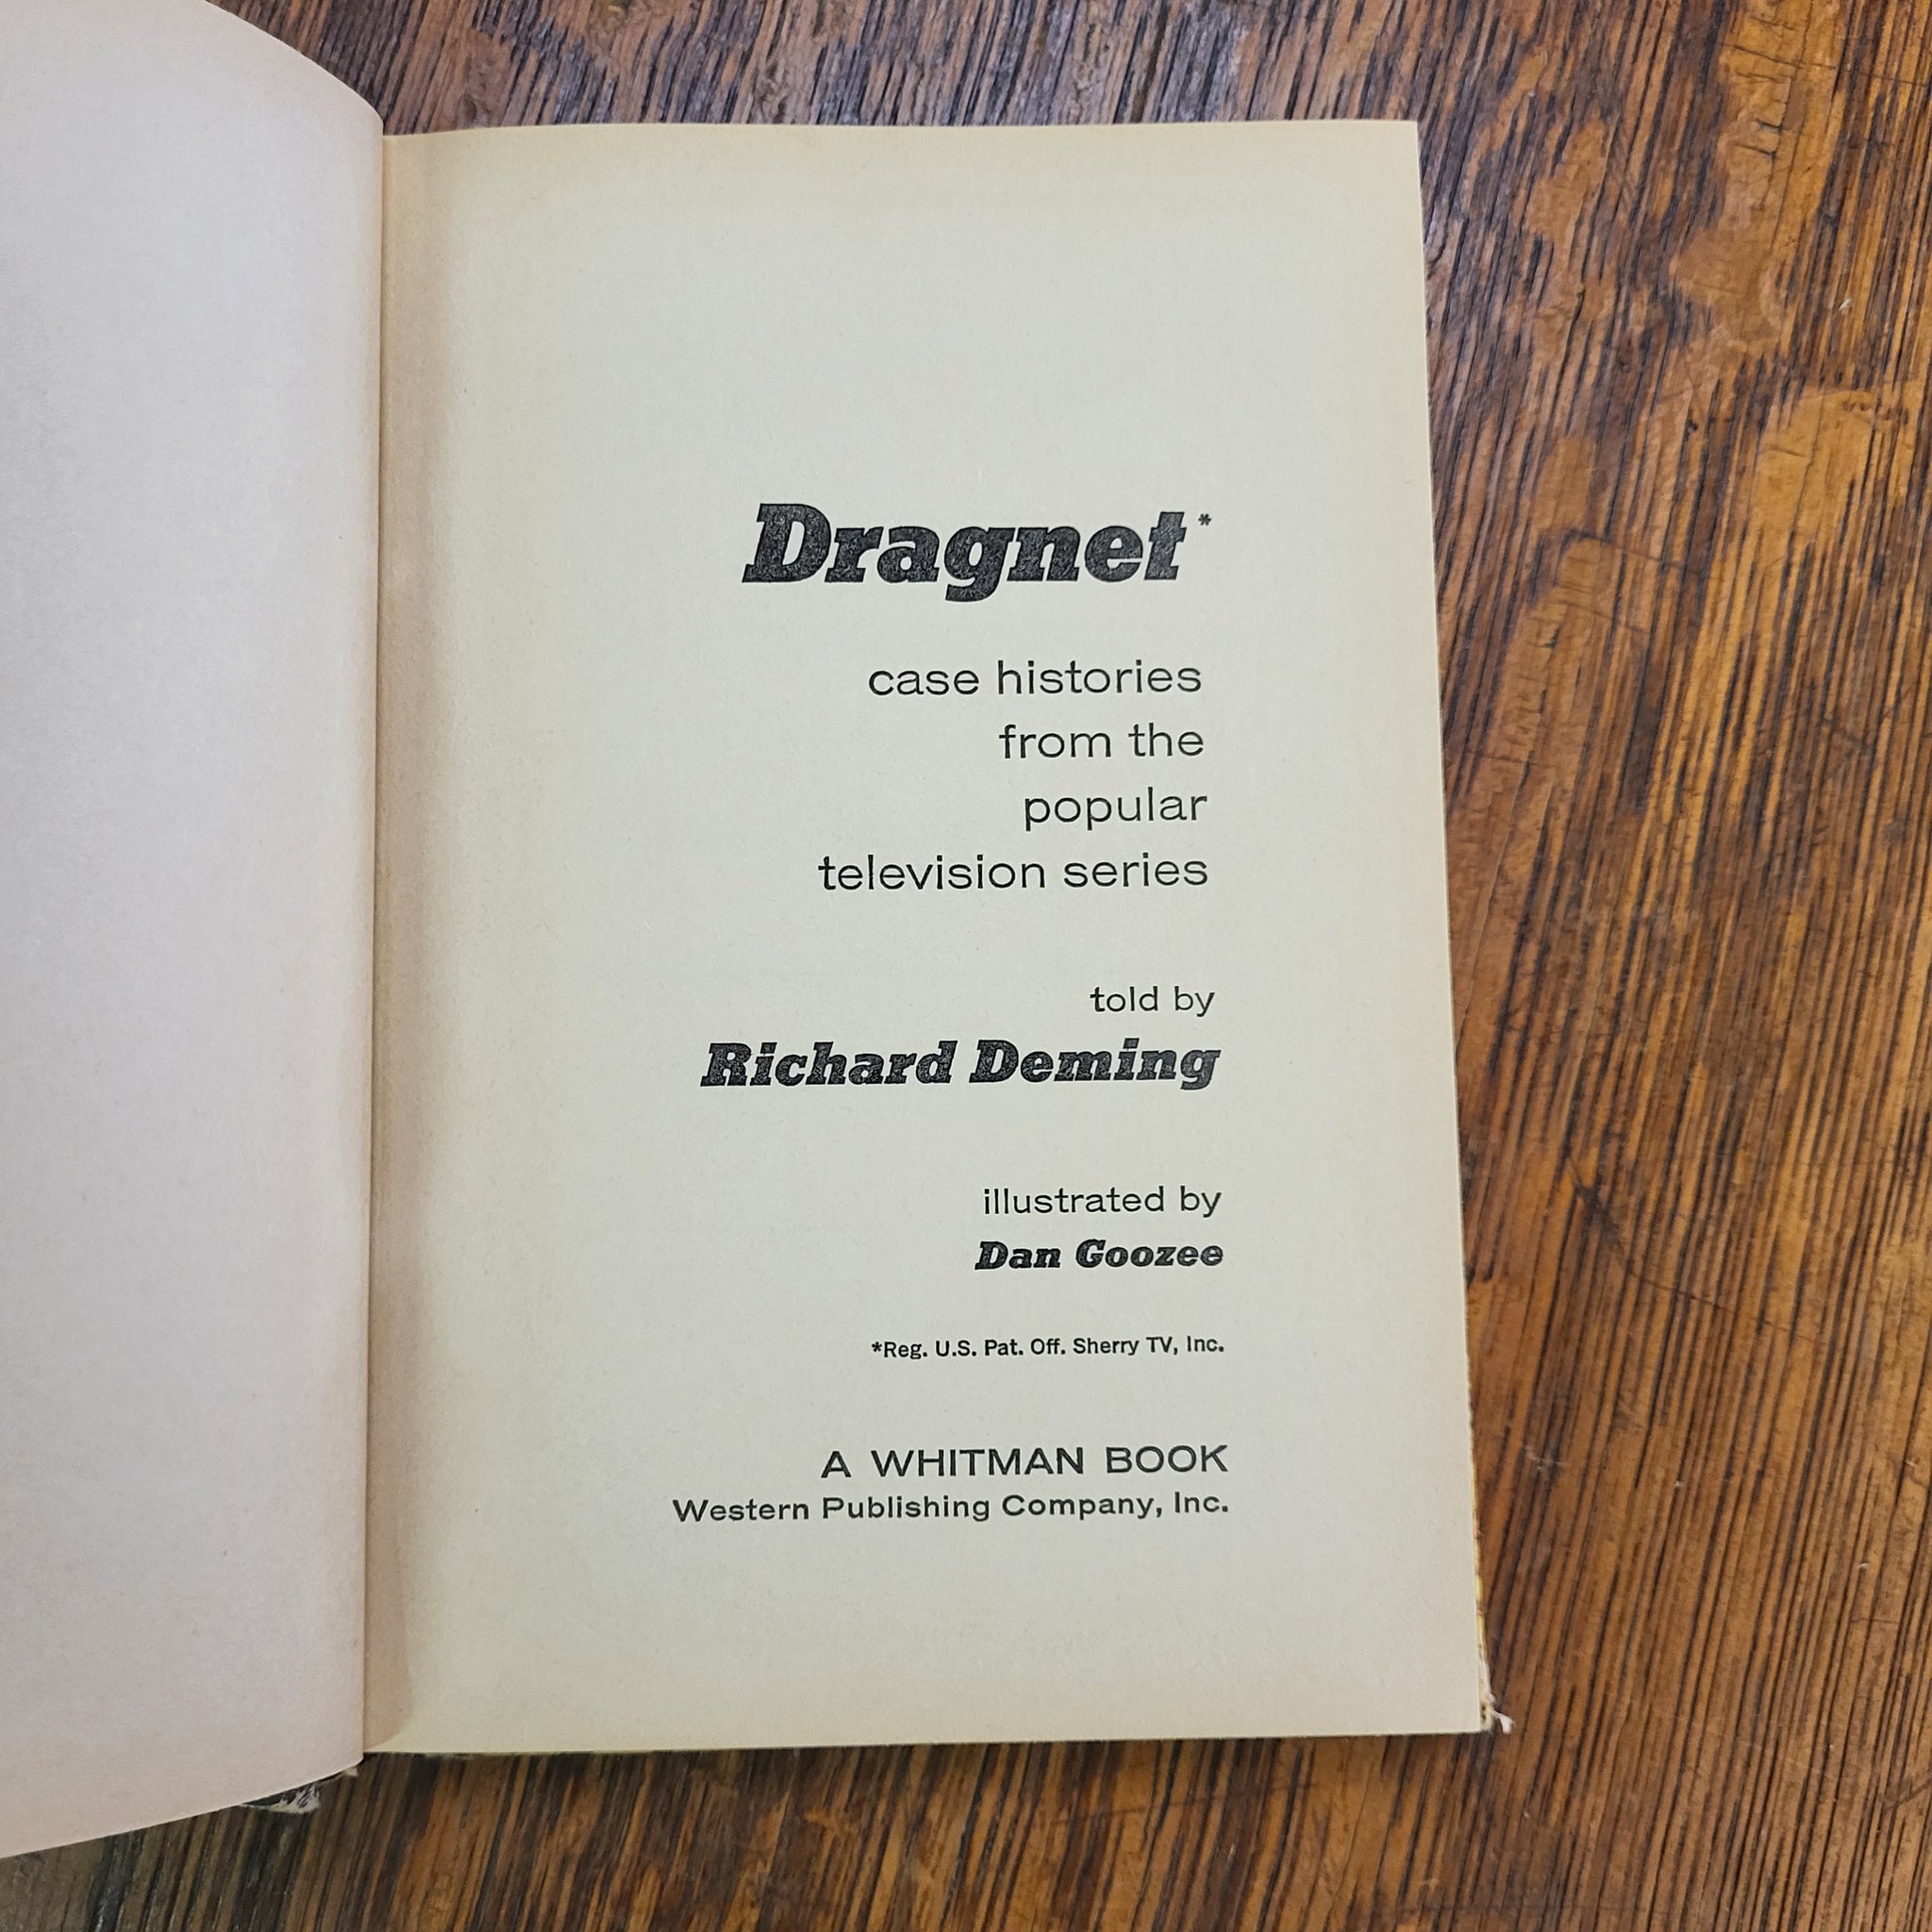 Dragnet*
case histories
from the
popular
television series
told by
Richard Deming
illustrated by
Dan Goozee
*Reg. U.S. Pat. Off. Sherry TV, Inc.
A WHITMAN BOOK
Western Publishing Company, Inc.